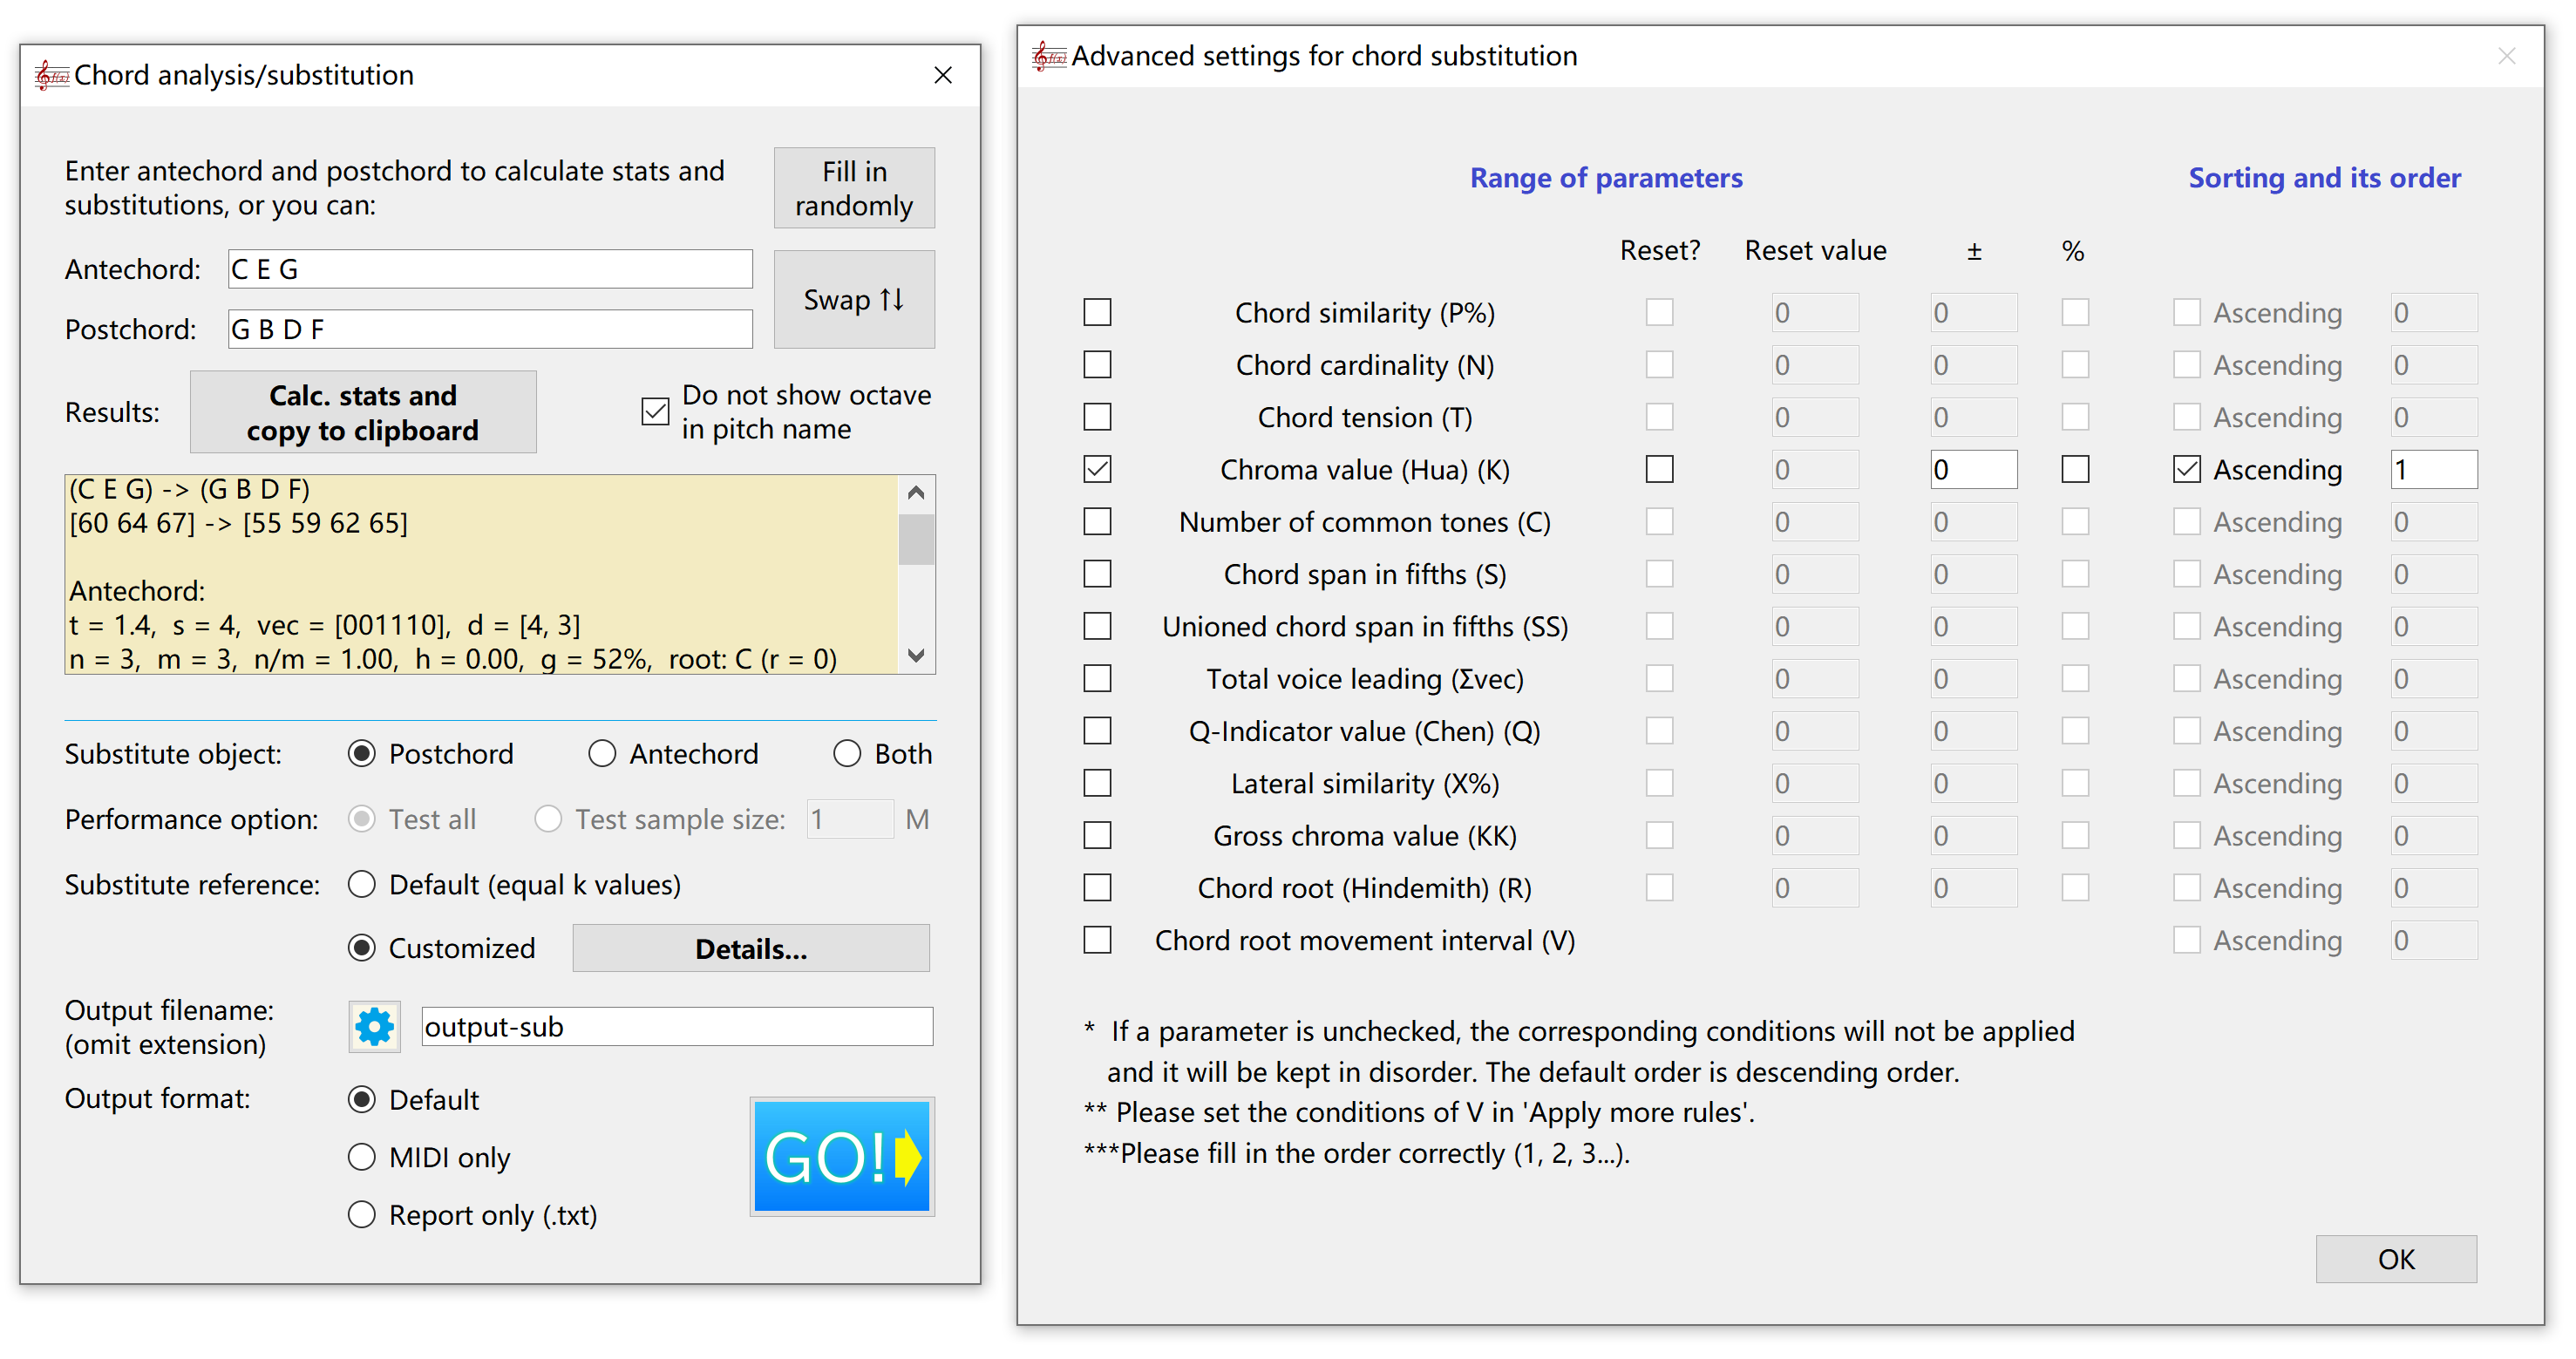 Chord analysis/substitution
Enter antechord and postchord to calculate stats and
substitutions, or you can:
Fill in
randomly
Antechord: C E G
Postchord: G B D F
Swap ↑↓
Results:
Calc. stats and
copy to clipboard
Do not show octave
in pitch name
(C E G) -> (G B D F)
[60 64 67] -> [55 59 62 65]
Antechord:
t = 1.4, s = 4, vec = [001110], d = [4, 3]
n = 3, m = 3, n/m = 1.00, h = 0.00, g = 52%, root: C (r = 0)
Substitute object: Postchord Antechord Both
Performance option: Test all Test sample size: 1 M
Substitute reference: Default (equal k values)
Customized Details...
Output filename:
(omit extension)
output-sub
Output format: Default
MIDI only
Report only (.txt)
GO!
Advanced settings for chord substitution
Range of parameters Sorting and its order
Reset? Reset value ± %
Chord similarity (P%) 0 0 Ascending 0
Chord cardinality (N) 0 0 Ascending 0
Chord tension (T) 0 0 Ascending 0
Chroma value (Hua) (K) 0 0 Ascending 1
Number of common tones (C) 0 0 Ascending 0
Chord span in fifths (S) 0 0 Ascending 0
Unioned chord span in fifths (SS) 0 0 Ascending 0
Total voice leading (Σvec) 0 0 Ascending 0
Q-Indicator value (Chen) (Q) 0 0 Ascending 0
Lateral similarity (X%) 0 0 Ascending 0
Gross chroma value (KK) 0 0 Ascending 0
Chord root (Hindemith) (R) 0 0 Ascending 0
Chord root movement interval (V) Ascending 0
* If a parameter is unchecked, the corresponding conditions will not be applied
and it will be kept in disorder. The default order is descending order.
** Please set the conditions of V in 'Apply more rules'.
***Please fill in the order correctly (1, 2, 3...).
OK